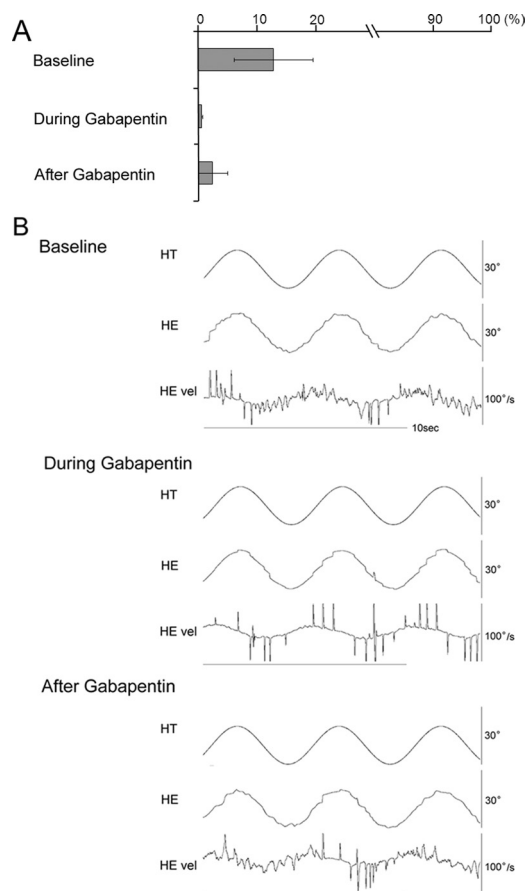 A
0 10 20 90 100 (%)
Baseline
During Gabapentin
After Gabapentin
B
Baseline
HT
30°
HE
30°
HE vel
100°/s
10sec
During Gabapentin
HT
30°
HE
30°
HE vel
100°/s
After Gabapentin
HT
30°
HE
30°
HE vel
100°/s